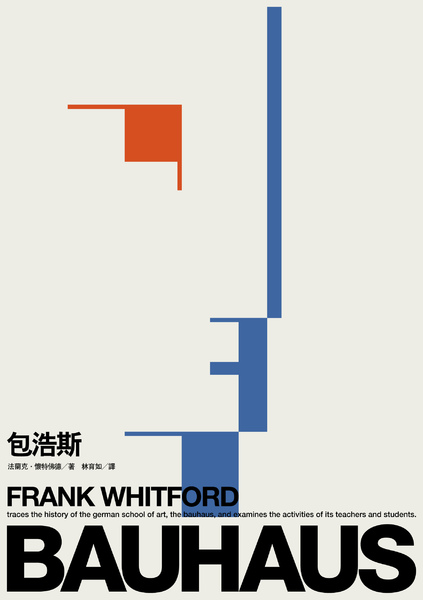 包浩斯
法蘭克・懷特佛德／著　林育如／譯
FRANK WHITFORD
traces the history of the german school of art, the bauhaus, and examines the activities of its teachers and students.
BAUHAUS